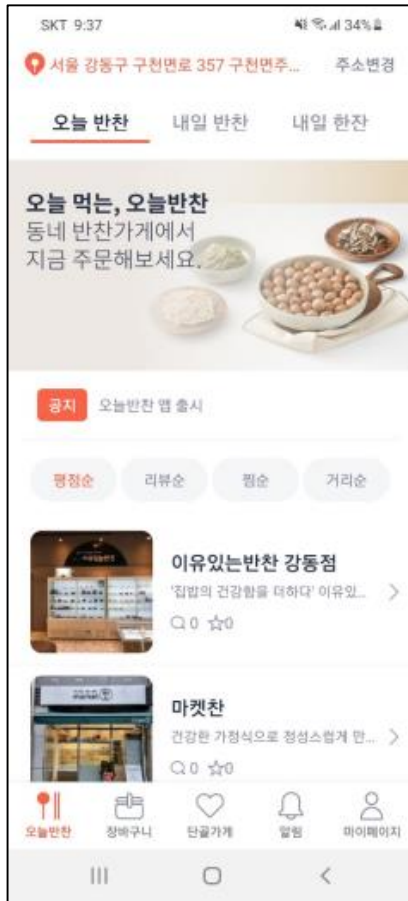 SKT 9:37
34%
서울 강동구 구천면로 357 구천면주...
주소변경
오늘 반찬
내일 반찬
내일 한잔
오늘 먹는, 오늘반찬
동네 반찬가게에서
지금 주문해보세요.
공지
오늘반찬 앱 출시
평점순
리뷰순
찜순
거리순
이유있는반찬 강동점
'집밥의 건강함을 더하다' 이유있...
0
0
마켓찬
건강한 가정식으로 정성스럽게 만...
0
0
오늘반찬
장바구니
단골가게
알림
마이페이지